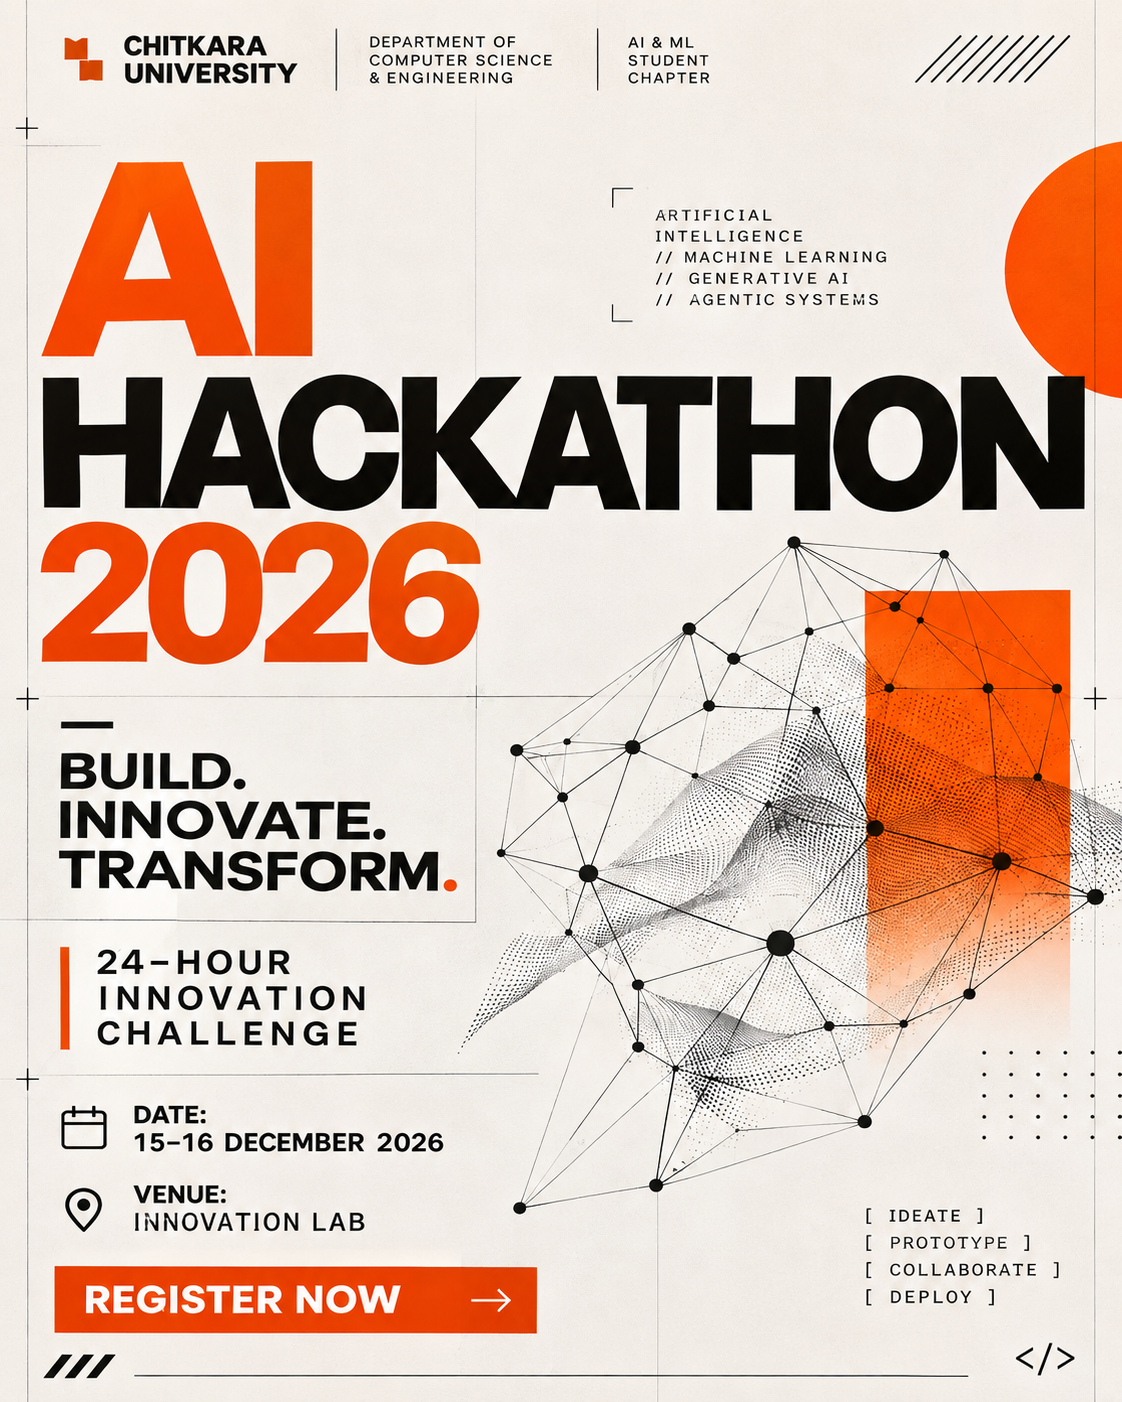 CHITKARA
UNIVERSITY
DEPARTMENT OF
COMPUTER SCIENCE
& ENGINEERING
AI & ML
STUDENT
CHAPTER
AI
ARTIFICIAL
INTELLIGENCE
// MACHINE LEARNING
// GENERATIVE AI
// AGENTIC SYSTEMS
HACKATHON
2026
BUILD.
INNOVATE.
TRANSFORM.
24–HOUR
INNOVATION
CHALLENGE
DATE:
15–16 DECEMBER 2026
VENUE:
INNOVATION LAB
REGISTER NOW →
[ IDEATE ]
[ PROTOTYPE ]
[ COLLABORATE ]
[ DEPLOY ]
</>